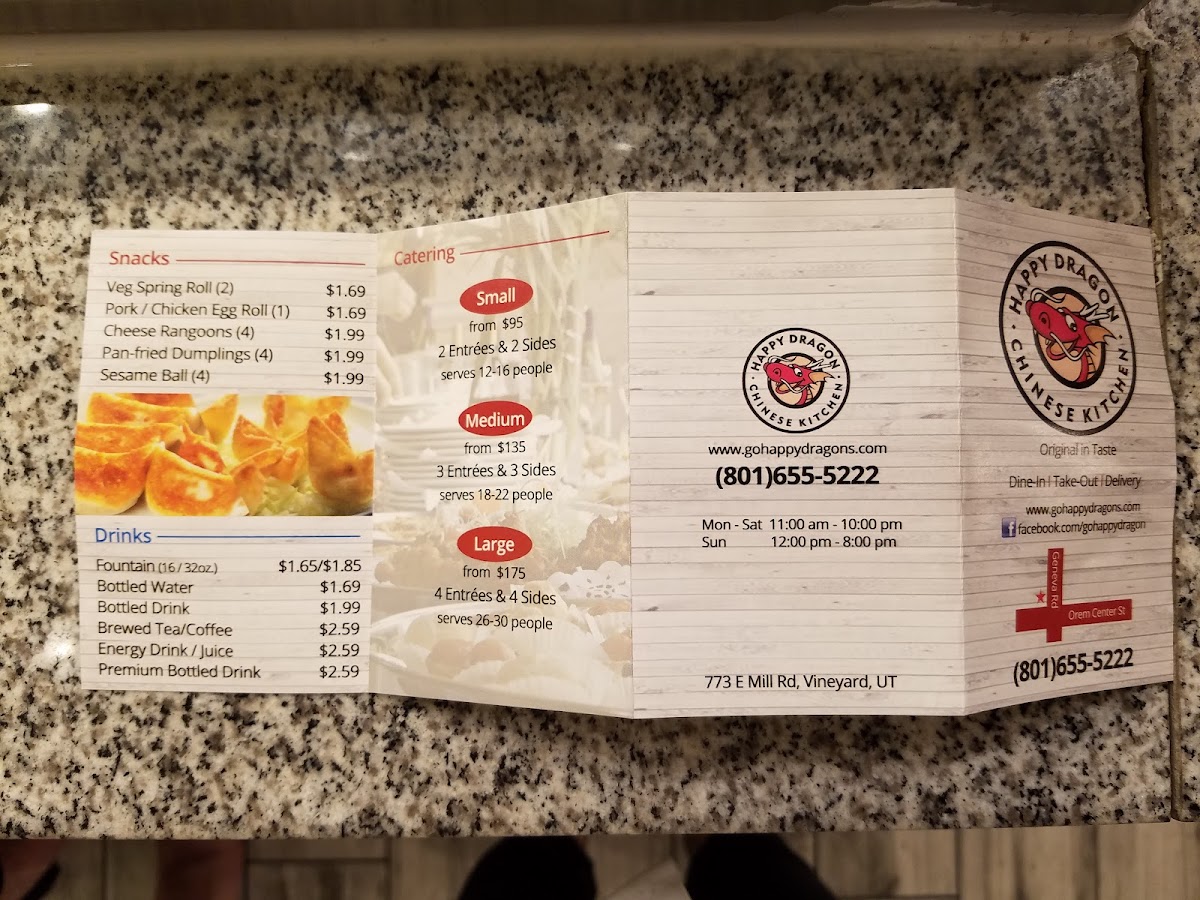 Snacks
Veg Spring Roll (2) $1.69
Pork / Chicken Egg Roll (1) $1.69
Cheese Rangoons (4) $1.99
Pan-fried Dumplings (4) $1.99
Sesame Ball (4) $1.99
Drinks
Fountain (16 / 32oz.) $1.65/$1.85
Bottled Water $1.69
Bottled Drink $1.99
Brewed Tea/Coffee $2.59
Energy Drink / Juice $2.59
Premium Bottled Drink $2.59
Catering
Small
from $95
2 Entrées & 2 Sides
serves 12-16 people
Medium
from $135
3 Entrées & 3 Sides
serves 18-22 people
Large
from $175
4 Entrées & 4 Sides
serves 26-30 people
HAPPY DRAGON
· CHINESE KITCHEN ·
www.gohappydragons.com
(801)655-5222
Mon - Sat 11:00 am - 10:00 pm
Sun 12:00 pm - 8:00 pm
773 E Mill Rd, Vineyard, UT
HAPPY DRAGON
· CHINESE KITCHEN ·
Original in Taste
Dine-In | Take-Out | Delivery
www.gohappydragons.com
f facebook.com/gohappydragon
Geneva Rd
Orem Center St
(801)655-5222